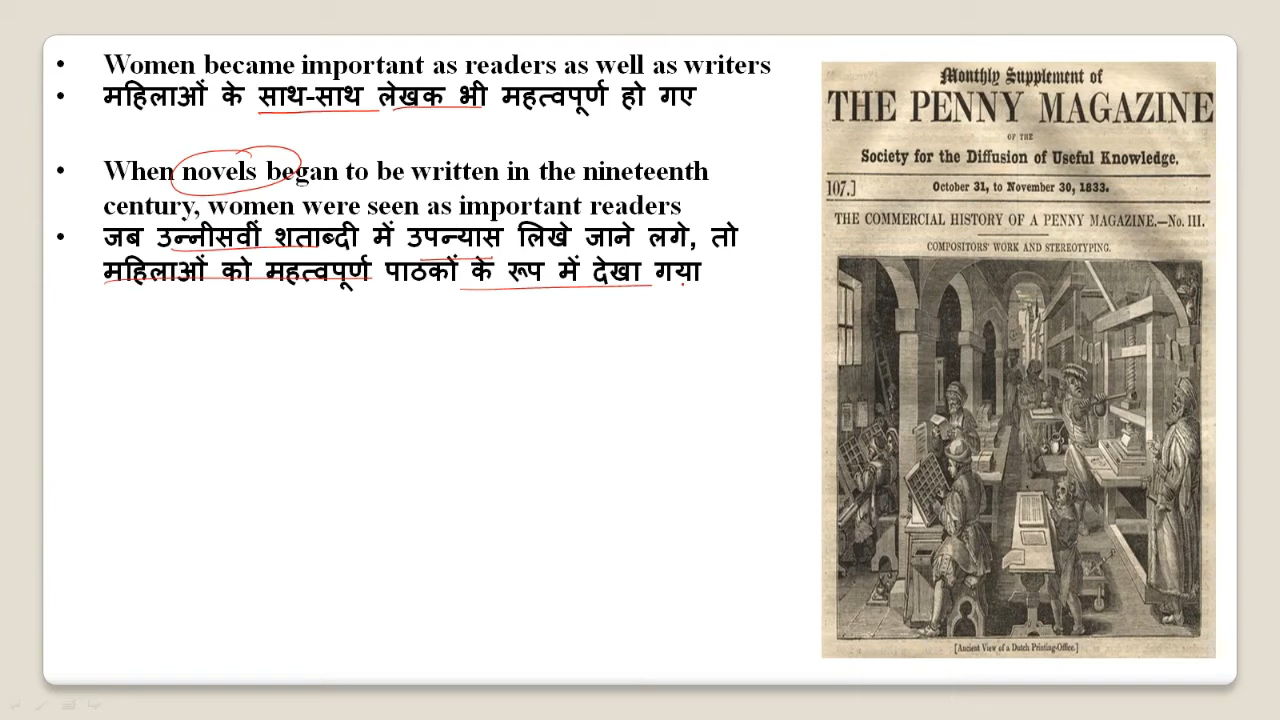 Women became important as readers as well as writers
महिलाओं के साथ-साथ लेखक भी महत्वपूर्ण हो गए
When novels began to be written in the nineteenth
century, women were seen as important readers
जब उन्नीसवीं शताब्दी में उपन्यास लिखे जाने लगे, तो
महिलाओं को महत्वपूर्ण पाठकों के रूप में देखा गया
Monthly Supplement of
THE PENNY MAGAZINE
OF THE
Society for the Diffusion of Useful Knowledge.
107.] October 31, to November 30, 1833.
THE COMMERCIAL HISTORY OF A PENNY MAGAZINE.—No. III.
COMPOSITORS' WORK AND STEREOTYPING.
[Ancient View of a Dutch Printing-Office.]